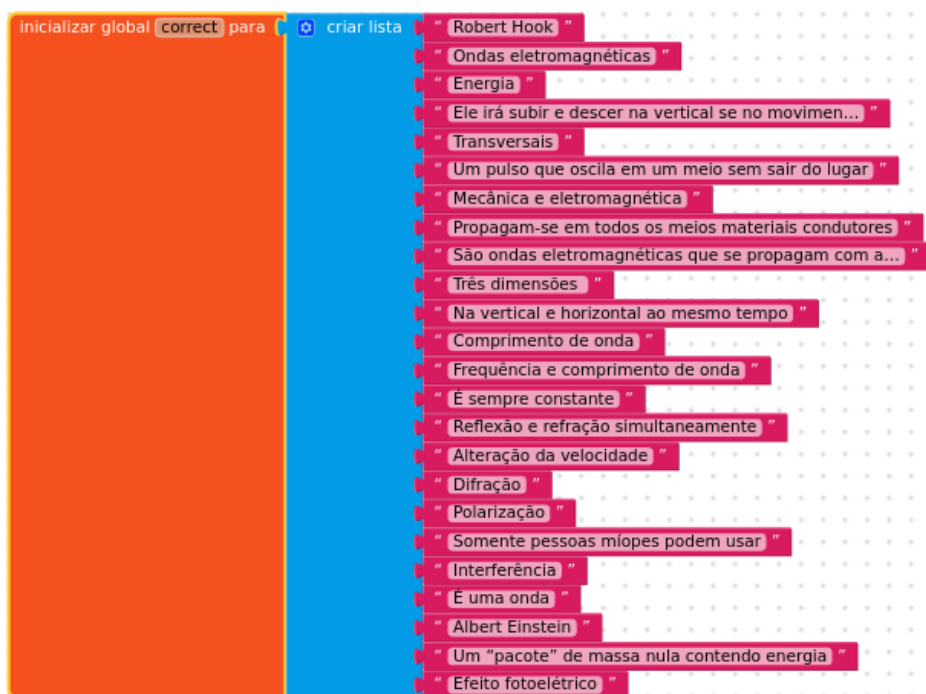 inicializar global correct para criar lista " Robert Hook "
" Ondas eletromagnéticas "
" Energia "
" Ele irá subir e descer na vertical se no movimen... "
" Transversais "
" Um pulso que oscila em um meio sem sair do lugar "
" Mecânica e eletromagnética "
" Propagam-se em todos os meios materiais condutores "
" São ondas eletromagnéticas que se propagam com a... "
" Três dimensões "
" Na vertical e horizontal ao mesmo tempo "
" Comprimento de onda "
" Frequência e comprimento de onda "
" É sempre constante "
" Reflexão e refração simultaneamente "
" Alteração da velocidade "
" Difração "
" Polarização "
" Somente pessoas míopes podem usar "
" Interferência "
" É uma onda "
" Albert Einstein "
" Um “pacote” de massa nula contendo energia "
" Efeito fotoelétrico "